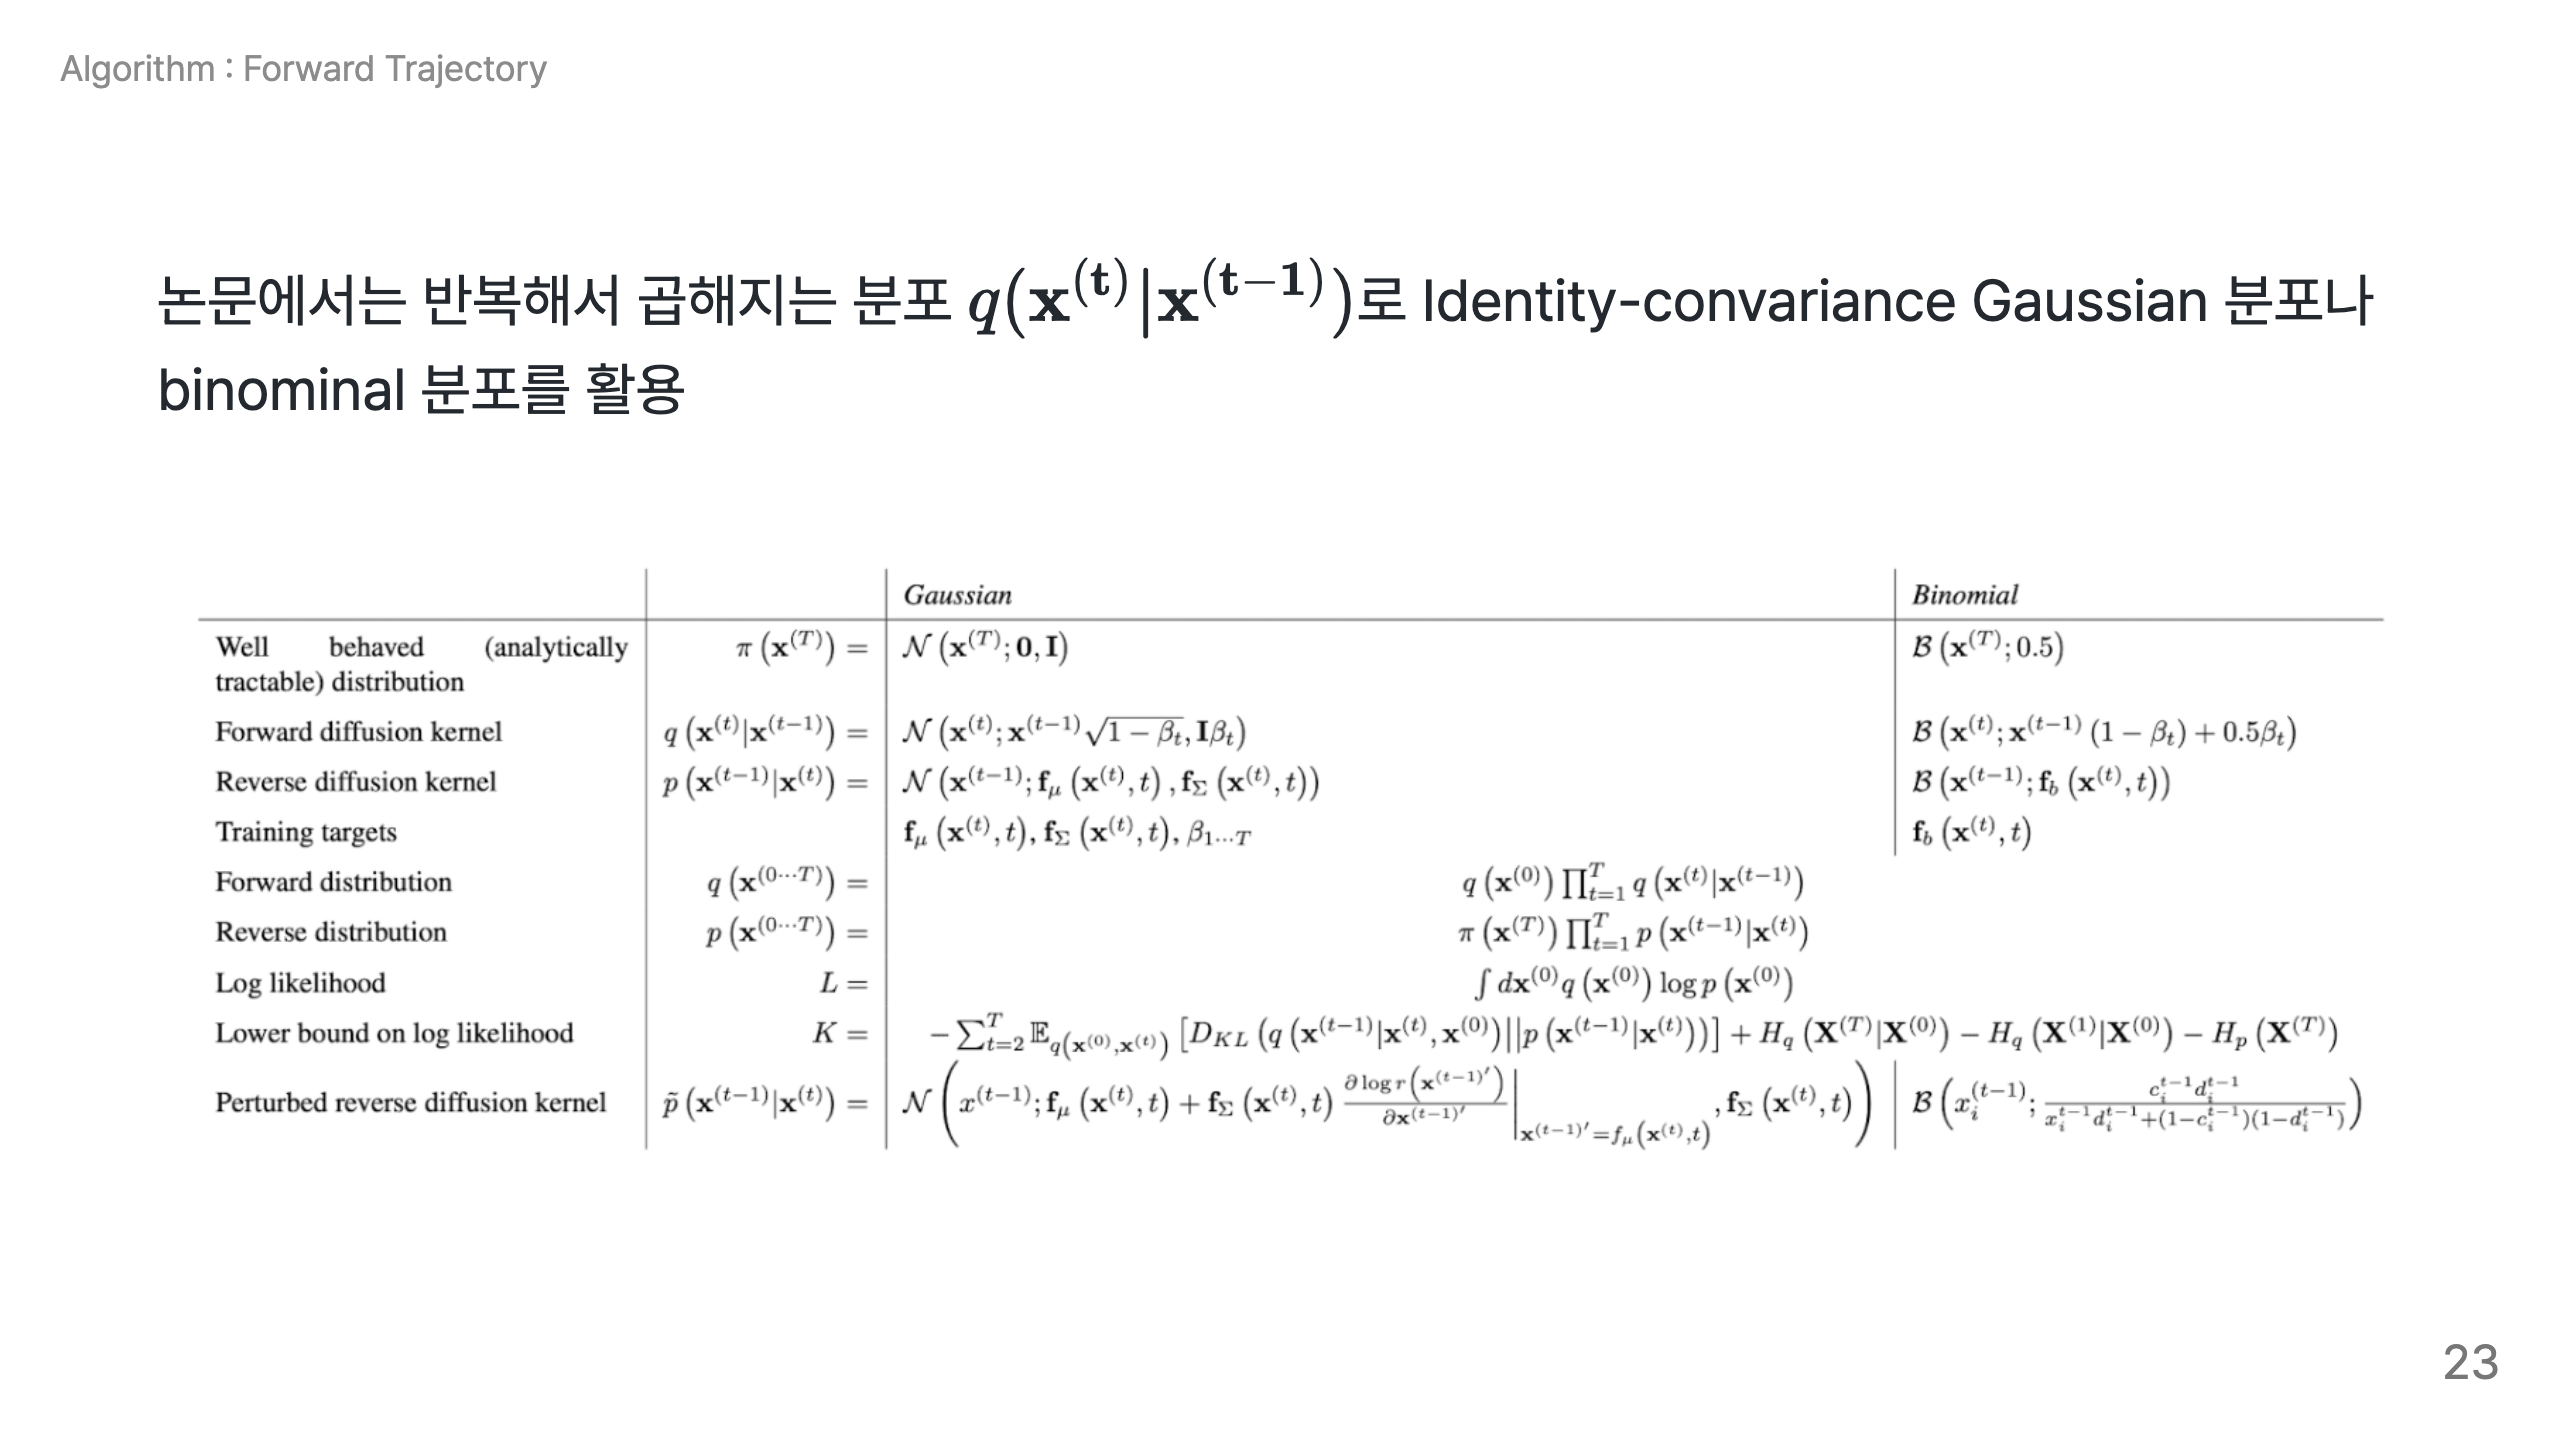 Algorithm : Forward Trajectory
논문에서는 반복해서 곱해지는 분포 q(x^(t)|x^(t−1))로 Identity-convariance Gaussian 분포나
binominal 분포를 활용
Gaussian Binomial
Well behaved (analytically tractable) distribution π(x^(T)) = N(x^(T); 0, I) B(x^(T); 0.5)
Forward diffusion kernel q(x^(t)|x^(t−1)) = N(x^(t); x^(t−1)√(1 − β_t), Iβ_t) B(x^(t); x^(t−1)(1 − β_t) + 0.5β_t)
Reverse diffusion kernel p(x^(t−1)|x^(t)) = N(x^(t−1); f_μ(x^(t), t), f_Σ(x^(t), t)) B(x^(t−1); f_b(x^(t), t))
Training targets f_μ(x^(t), t), f_Σ(x^(t), t), β_1···T f_b(x^(t), t)
Forward distribution q(x^(0···T)) = q(x^(0)) ∏_{t=1}^T q(x^(t)|x^(t−1))
Reverse distribution p(x^(0···T)) = π(x^(T)) ∏_{t=1}^T p(x^(t−1)|x^(t))
Log likelihood L = ∫ dx^(0) q(x^(0)) log p(x^(0))
Lower bound on log likelihood K = −∑_{t=2}^T 𝔼_{q(x^(0),x^(t))} [D_KL(q(x^(t−1)|x^(t), x^(0))||p(x^(t−1)|x^(t)))] + H_q(X^(T)|X^(0)) − H_q(X^(1)|X^(0)) − H_p(X^(T))
Perturbed reverse diffusion kernel p̃(x^(t−1)|x^(t)) = N(x^(t−1); f_μ(x^(t), t) + f_Σ(x^(t), t) ∂ log r(x^(t−1)′)/∂x^(t−1)′ |_{x^(t−1)′=f_μ(x^(t),t)}, f_Σ(x^(t), t)) B(x_i^(t−1); c_i^{t−1}d_i^{t−1}/(x_i^{t−1}d_i^{t−1}+(1−c_i^{t−1})(1−d_i^{t−1})))
23